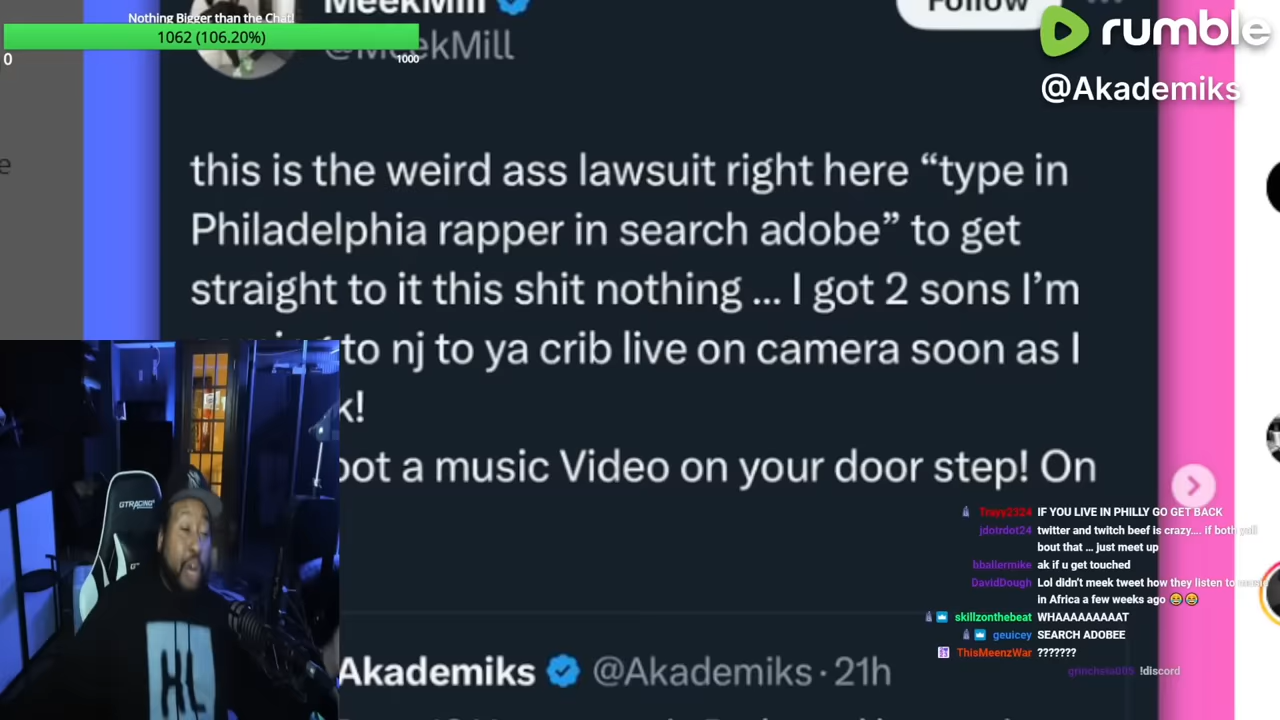 Nothing Bigger than the Chat!
1062 (106.20%)
0
1000
MeekMill
@MeekMill
Follow
rumble
@Akademiks
e
this is the weird ass lawsuit right here “type in
Philadelphia rapper in search adobe” to get
straight to it this shit nothing ... I got 2 sons I’m
to nj to ya crib live on camera soon as I
k!
oot a music Video on your door step! On
GTRACING
Akademiks @Akademiks · 21h
Trayy2324 IF YOU LIVE IN PHILLY GO GET BACK
jdotrdot24 twitter and twitch beef is crazy.... if both yall
bout that ... just meet up
bballermike ak if u get touched
DavidDough Lol didn't meek tweet how they listen to music
in Africa a few weeks ago 😂😂
skillzonthebeat WHAAAAAAAAT
geuicey SEARCH ADOBEE
ThisMeenzWar ???????
!discord